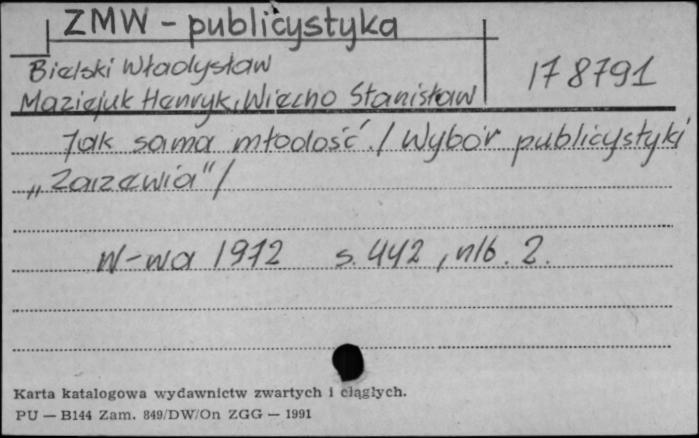 ZMW - publicystyka
Bielski Władysław
178791
Maziejuk Henryk, Wiecho Stanisław
Jak sama młodość. / Wybór publicystyki
„Zarzewia" /
W-wa 1972 s. 442, nlb. 2.
Karta katalogowa wydawnictw zwartych i ciągłych.
PU — B144 Zam. 849/DW/On ZGG — 1991